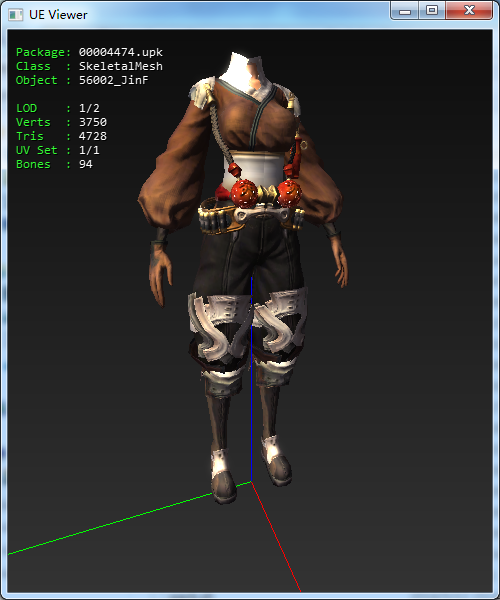 UE Viewer
Package: 00004474.upk
Class : SkeletalMesh
Object : 56002_JinF
LOD : 1/2
Verts : 3750
Tris : 4728
UV Set : 1/1
Bones : 94